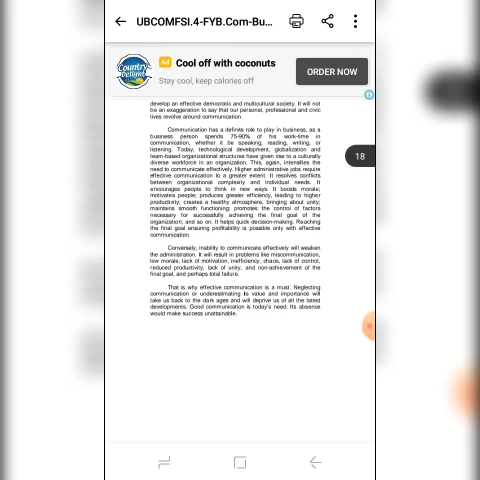 UBCOMFSI.4-FYB.Com-Bu...
Country Delight
Ad Cool off with coconuts
Stay cool, keep calories off
ORDER NOW
develop an effective democratic and multicultural society. It will not
be an exaggeration to say that our personal, professional and civic
lives revolve around communication.
18
Communication has a definite role to play in business, as a
business person spends 75-90% of his work-time in
communication, whether it be speaking, reading, writing, or
listening. Today, technological development, globalization and
team-based organizational structures have given rise to a culturally
diverse workforce in an organization. This, again, intensifies the
need to communicate effectively. Higher administrative jobs require
effective communication to a greater extent. It resolves conflicts
between organizational complexity and individual needs. It
encourages people to think in new ways. It boosts morale;
motivates people; produces greater efficiency, leading to higher
productivity; creates a healthy atmosphere, bringing about unity;
maintains smooth functioning; promotes the control of factors
necessary for successfully achieving the final goal of the
organization; and so on. It helps quick decision-making. Reaching
the final goal ensuring profitability is possible only with effective
communication.
Conversely, inability to communicate effectively will weaken
the administration. It will result in problems like miscommunication,
low morale, lack of motivation, inefficiency, chaos, lack of control,
reduced productivity, lack of unity, and non-achievement of the
final goal, and perhaps total failure.
That is why effective communication is a must. Neglecting
communication or underestimating its value and importance will
take us back to the dark ages and will deprive us of all the latest
developments. Good communication is today's need. Its absence
would make success unattainable.